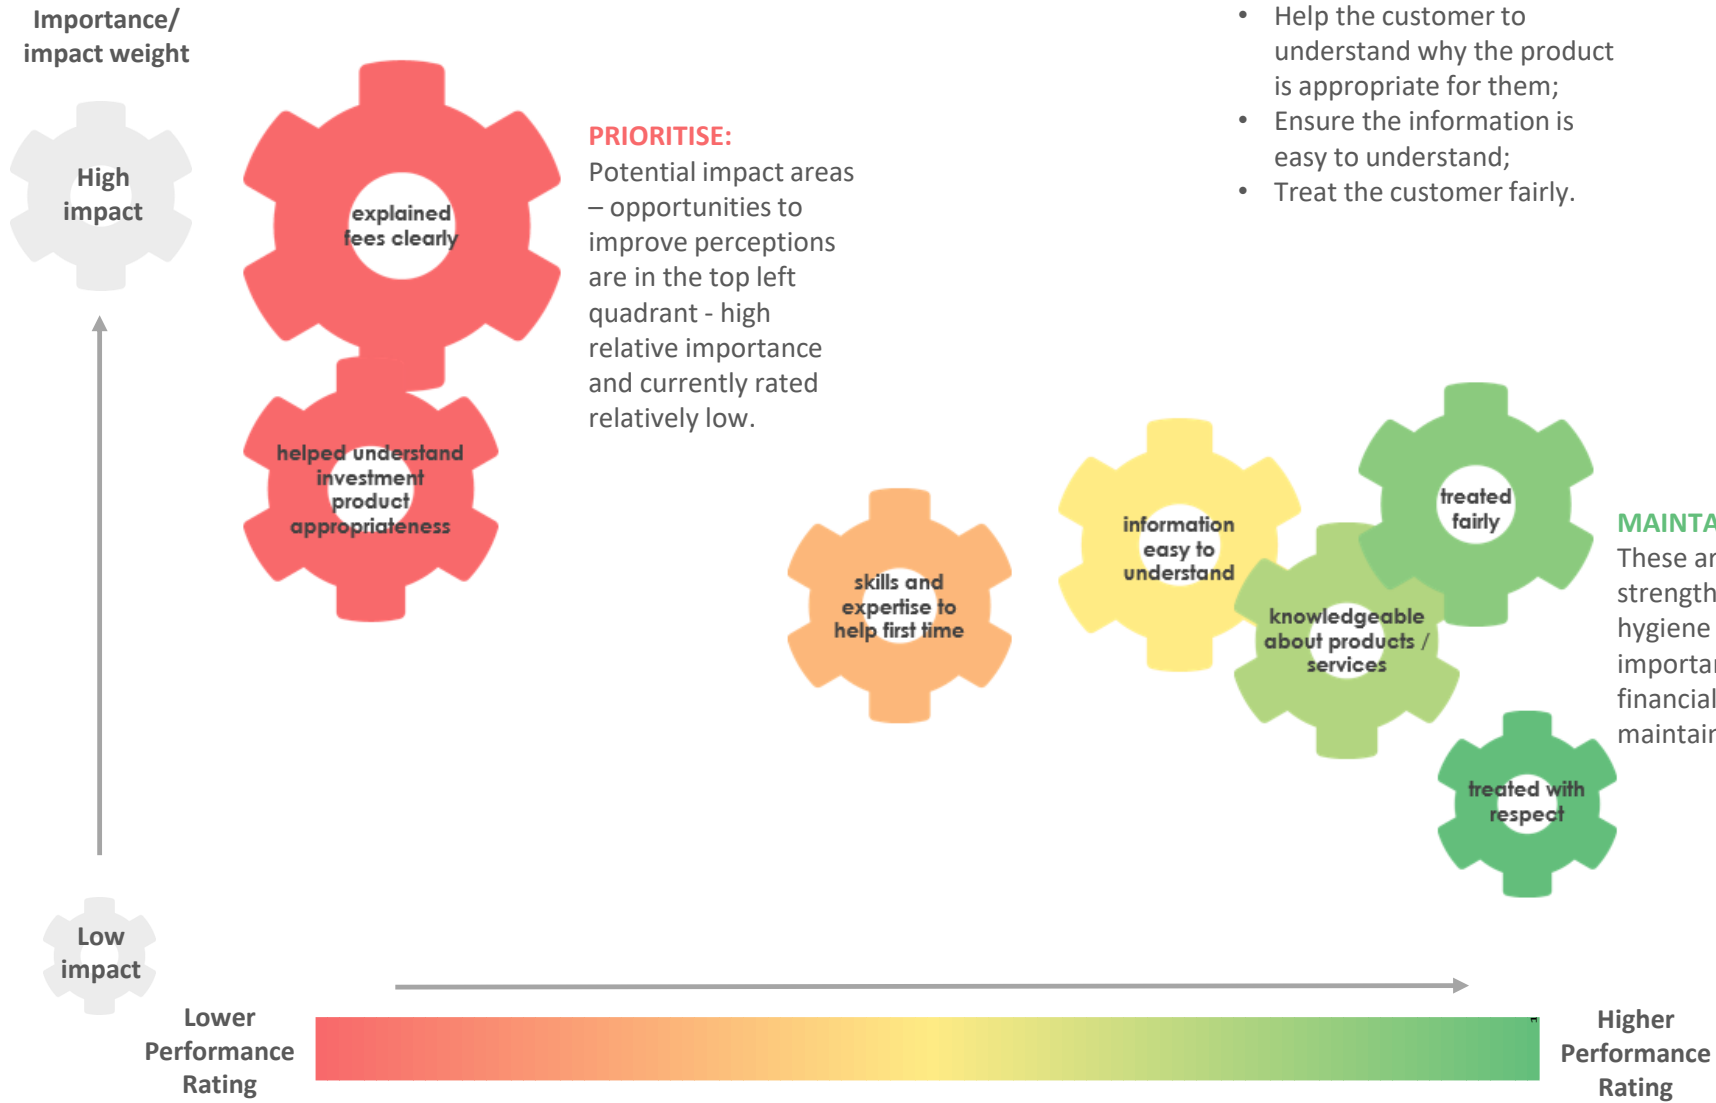 Importance/
impact weight
High
impact
explained
fees clearly
PRIORITISE:
Potential impact areas
– opportunities to
improve perceptions
are in the top left
quadrant - high
relative importance
and currently rated
relatively low.
• Help the customer to
understand why the product
is appropriate for them;
• Ensure the information is
easy to understand;
• Treat the customer fairly.
helped understand
investment
product
appropriateness
skills and
expertise to
help first time
information
easy to
understand
knowledgeable
about products /
services
treated
fairly
These
strength
hygiene
financial
treated with
respect
Low
impact
Lower
Performance
Rating
Higher
Performance
Rating